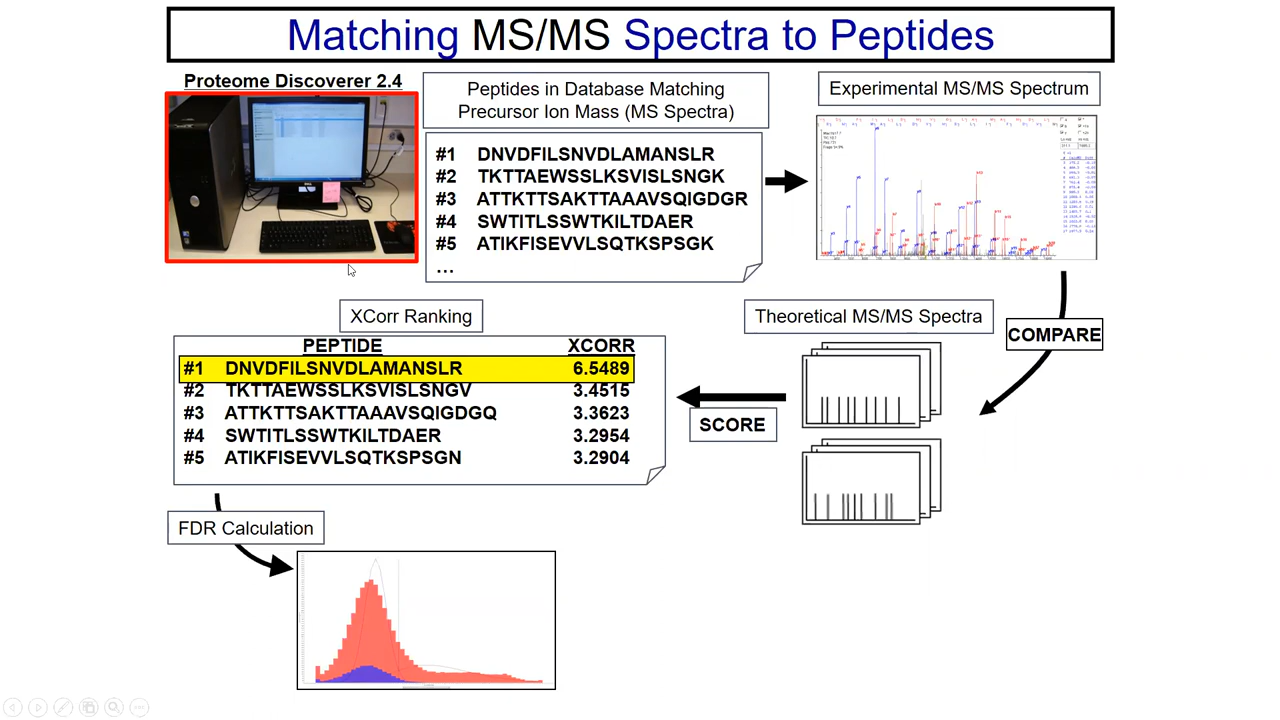 Matching MS/MS Spectra to Peptides
Proteome Discoverer 2.4
Peptides in Database Matching
Precursor Ion Mass (MS Spectra)
#1 DNVDFILSNVDLAMANSLR
#2 TKTTAEWSSLKSVISLSNGK
#3 ATTKTTSAKTTAAAVSQIGDGR
#4 SWTITLSSWTKILTDAER
#5 ATIKFISEVVLSQTKSPSGK
...
Experimental MS/MS Spectrum
XCorr Ranking
PEPTIDE XCORR
#1 DNVDFILSNVDLAMANSLR 6.5489
#2 TKTTAEWSSLKSVISLSNGV 3.4515
#3 ATTKTTSAKTTAAAVSQIGDGQ 3.3623
#4 SWTITLSSWTKILTDAER 3.2954
#5 ATIKFISEVVLSQTKSPSGN 3.2904
Theoretical MS/MS Spectra
COMPARE
SCORE
FDR Calculation